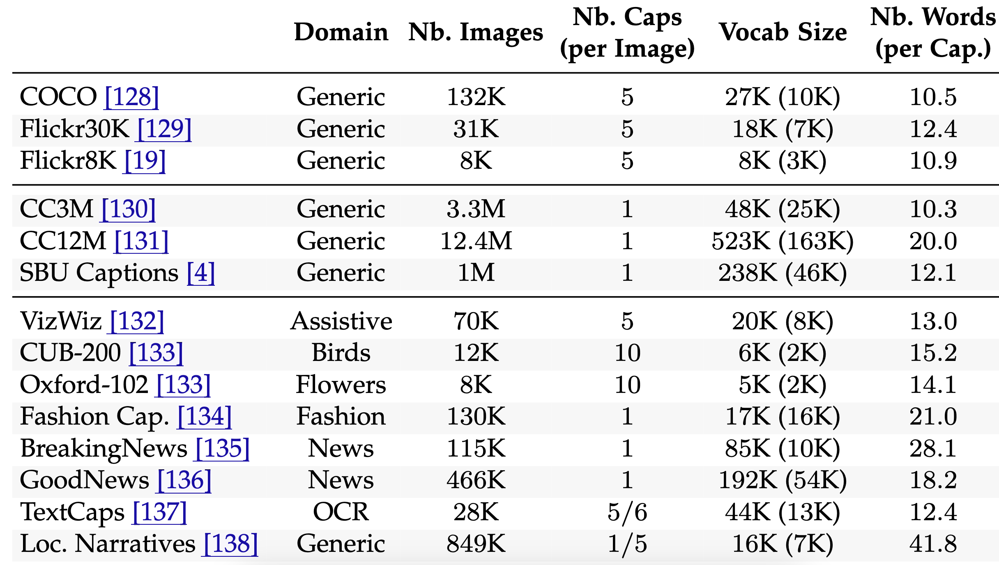 Domain Nb. Images Nb. Caps (per Image) Vocab Size Nb. Words (per Cap.)
COCO [128] Generic 132K 5 27K (10K) 10.5
Flickr30K [129] Generic 31K 5 18K (7K) 12.4
Flickr8K [19] Generic 8K 5 8K (3K) 10.9
CC3M [130] Generic 3.3M 1 48K (25K) 10.3
CC12M [131] Generic 12.4M 1 523K (163K) 20.0
SBU Captions [4] Generic 1M 1 238K (46K) 12.1
VizWiz [132] Assistive 70K 5 20K (8K) 13.0
CUB-200 [133] Birds 12K 10 6K (2K) 15.2
Oxford-102 [133] Flowers 8K 10 5K (2K) 14.1
Fashion Cap. [134] Fashion 130K 1 17K (16K) 21.0
BreakingNews [135] News 115K 1 85K (10K) 28.1
GoodNews [136] News 466K 1 192K (54K) 18.2
TextCaps [137] OCR 28K 5/6 44K (13K) 12.4
Loc. Narratives [138] Generic 849K 1/5 16K (7K) 41.8